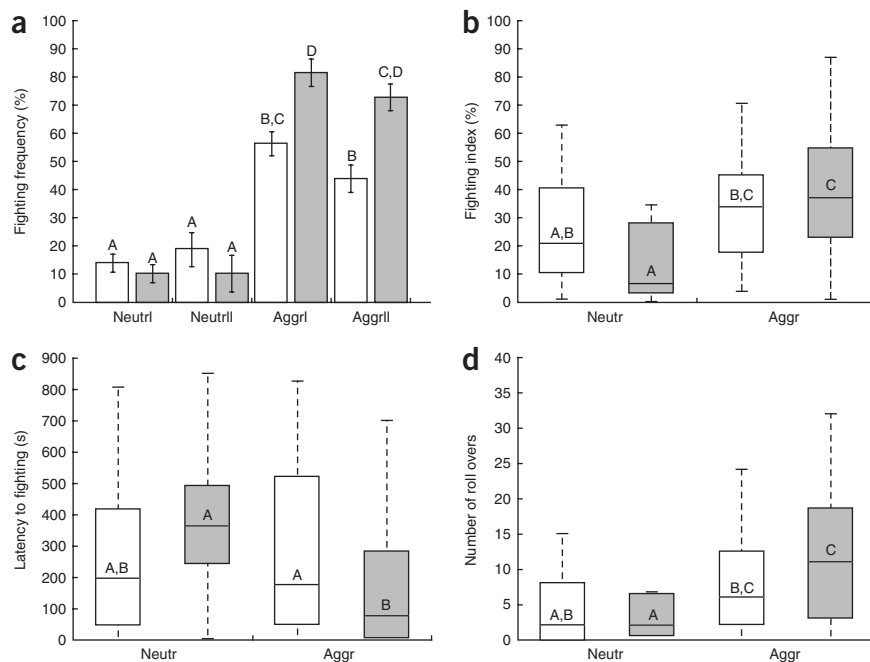 a
Fighting frequency (%)
100
90
80
70
60
50
40
30
20
10
0
A
A
A
A
B,C
D
B
C,D
NeutrI
NeutrII
AggrI
AggrII
b
Fighting index (%)
100
90
80
70
60
50
40
30
20
10
0
A,B
A
B,C
C
Neutr
Aggr
c
Latency to fighting (s)
900
800
700
600
500
400
300
200
100
0
A,B
A
A
B
Neutr
Aggr
d
Number of roll overs
40
35
30
25
20
15
10
5
0
A,B
A
B,C
C
Neutr
Aggr